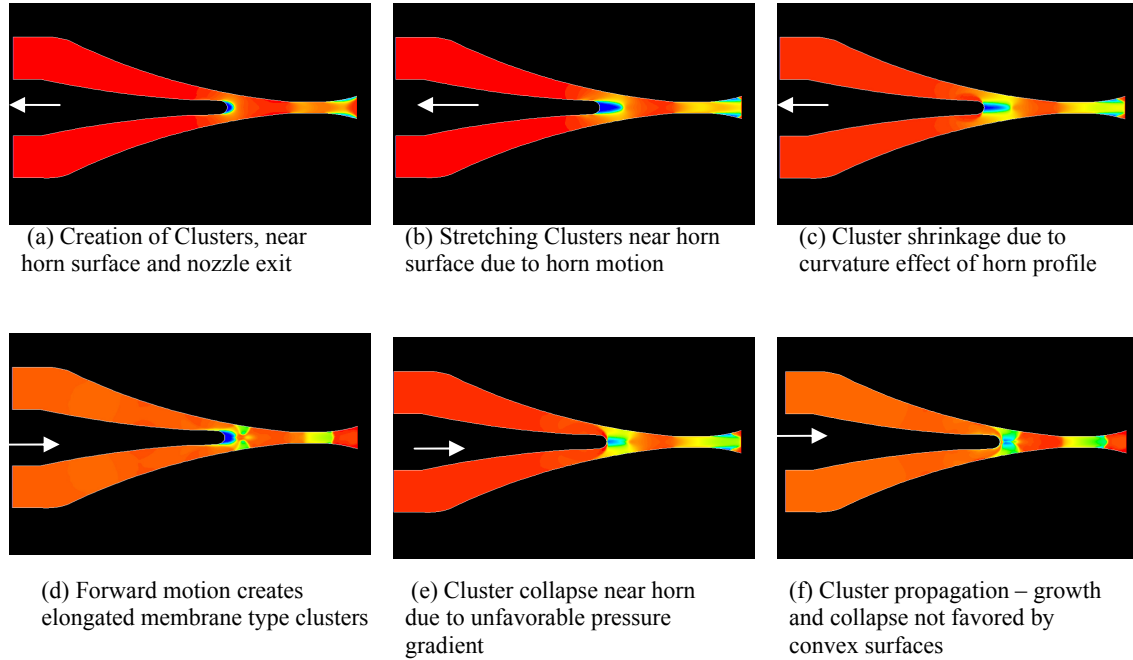 (a) Creation of Clusters, near
horn surface and nozzle exit
(b) Stretching Clusters near horn
surface due to horn motion
(c) Cluster shrinkage due to
curvature effect of horn profile
(d) Forward motion creates
elongated membrane type clusters
(e) Cluster collapse near horn
due to unfavorable pressure
gradient
(f) Cluster propagation – growth
and collapse not favored by
convex surfaces